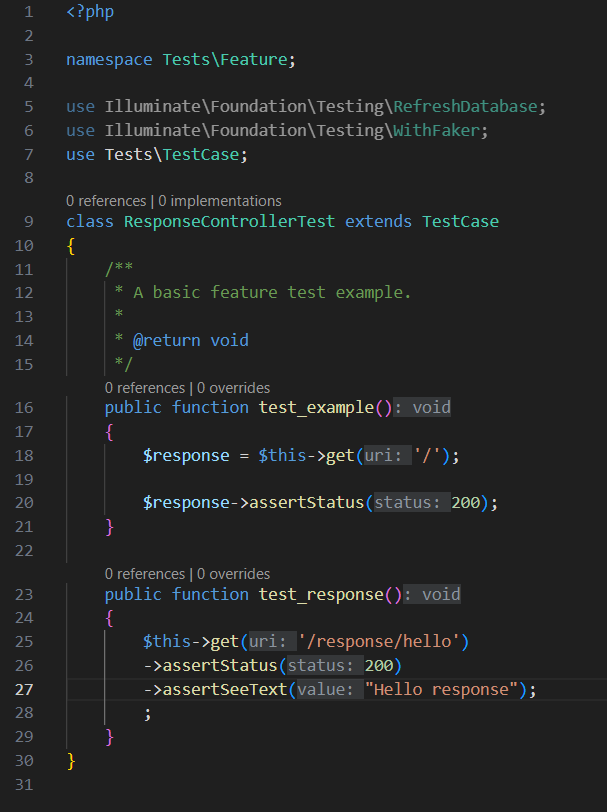 1 <?php
2
3 namespace Tests\Feature;
4
5 use Illuminate\Foundation\Testing\RefreshDatabase;
6 use Illuminate\Foundation\Testing\WithFaker;
7 use Tests\TestCase;
8
0 references | 0 implementations
9 class ResponseControllerTest extends TestCase
10 {
11     /**
12      * A basic feature test example.
13      *
14      * @return void
15      */
0 references | 0 overrides
16     public function test_example(): void
17     {
18         $response = $this->get(uri: '/');
19
20         $response->assertStatus(status: 200);
21     }
22
0 references | 0 overrides
23     public function test_response(): void
24     {
25         $this->get(uri: '/response/hello')
26         ->assertStatus(status: 200)
27         ->assertSeeText(value: "Hello response");
28         ;
29     }
30 }
31